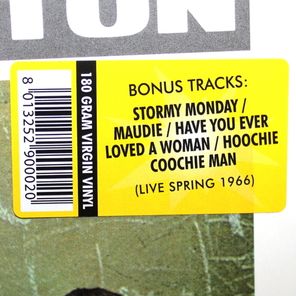 TON
BONUS TRACKS:
STORMY MONDAY /
MAUDIE / HAVE YOU EVER
LOVED A WOMAN / HOOCHIE
COOCHIE MAN
(LIVE SPRING 1966)
180 GRAM VIRGIN VINYL
8 013252 900020